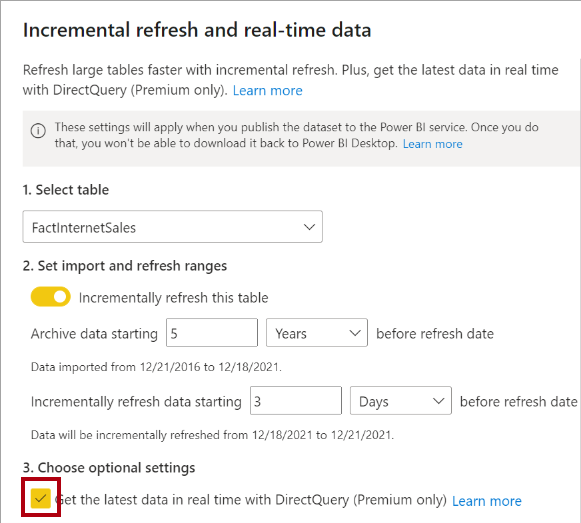 Incremental refresh and real-time data
Refresh large tables faster with incremental refresh. Plus, get the latest data in real time
with DirectQuery (Premium only). Learn more
These settings will apply when you publish the dataset to the Power BI service. Once you do
that, you won't be able to download it back to Power BI Desktop. Learn more
1. Select table
FactInternetSales
2. Set import and refresh ranges
Incrementally refresh this table
Archive data starting 5 Years before refresh date
Data imported from 12/21/2016 to 12/18/2021.
Incrementally refresh data starting 3 Days before refresh date
Data will be incrementally refreshed from 12/18/2021 to 12/21/2021.
3. Choose optional settings
Get the latest data in real time with DirectQuery (Premium only) Learn more